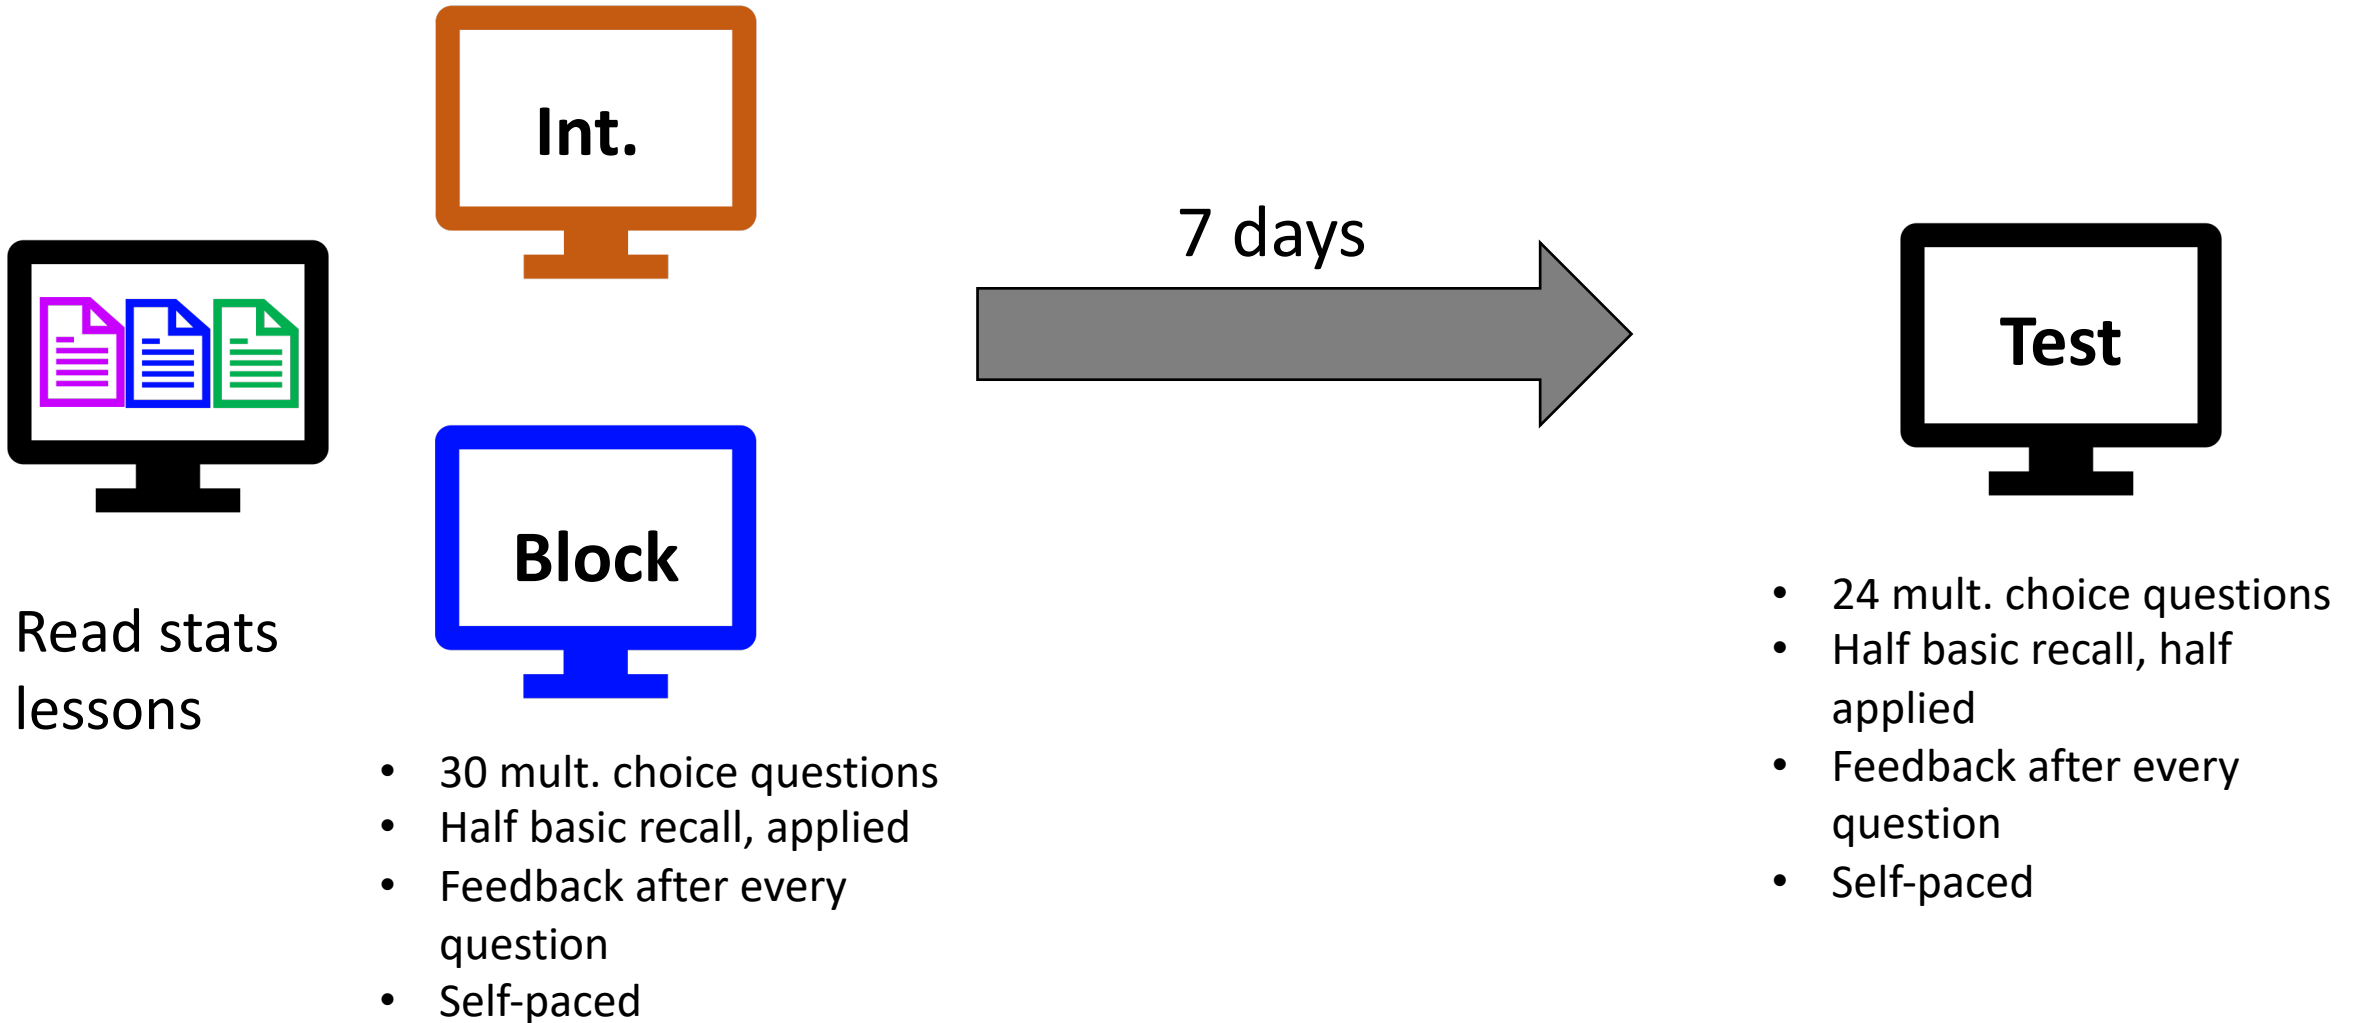 Read stats
lessons
Int.
Block
• 30 mult. choice questions
• Half basic recall, applied
• Feedback after every
question
• Self-paced
7 days
Test
• 24 mult. choice questions
• Half basic recall, half
applied
• Feedback after every
question
• Self-paced